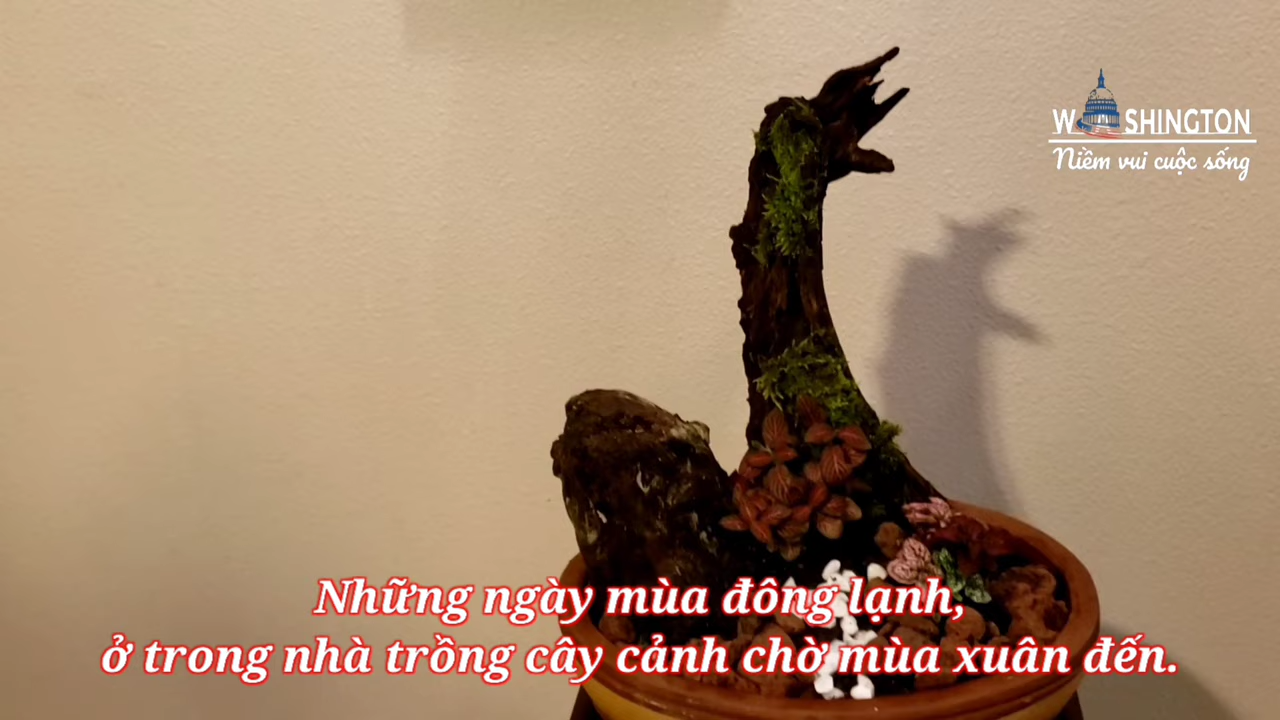 WASHINGTON
Niềm vui cuộc sống
Những ngày mùa đông lạnh,
ở trong nhà trồng cây cảnh chờ mùa xuân đến.